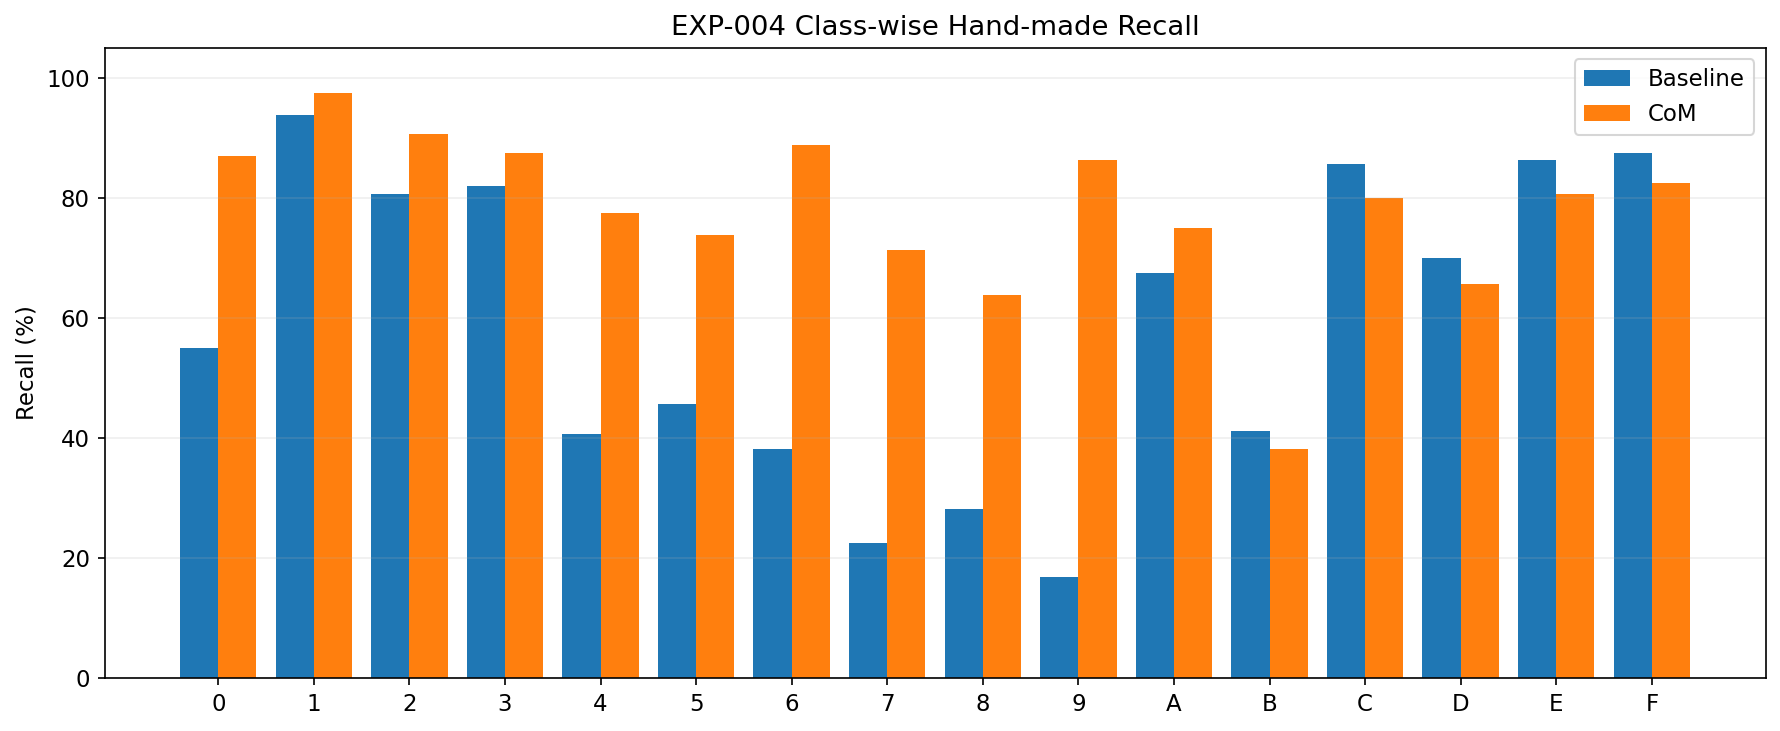 EXP-004 Class-wise Hand-made Recall
Baseline
CoM
Recall (%)
100
80
60
40
20
0
0 1 2 3 4 5 6 7 8 9 A B C D E F